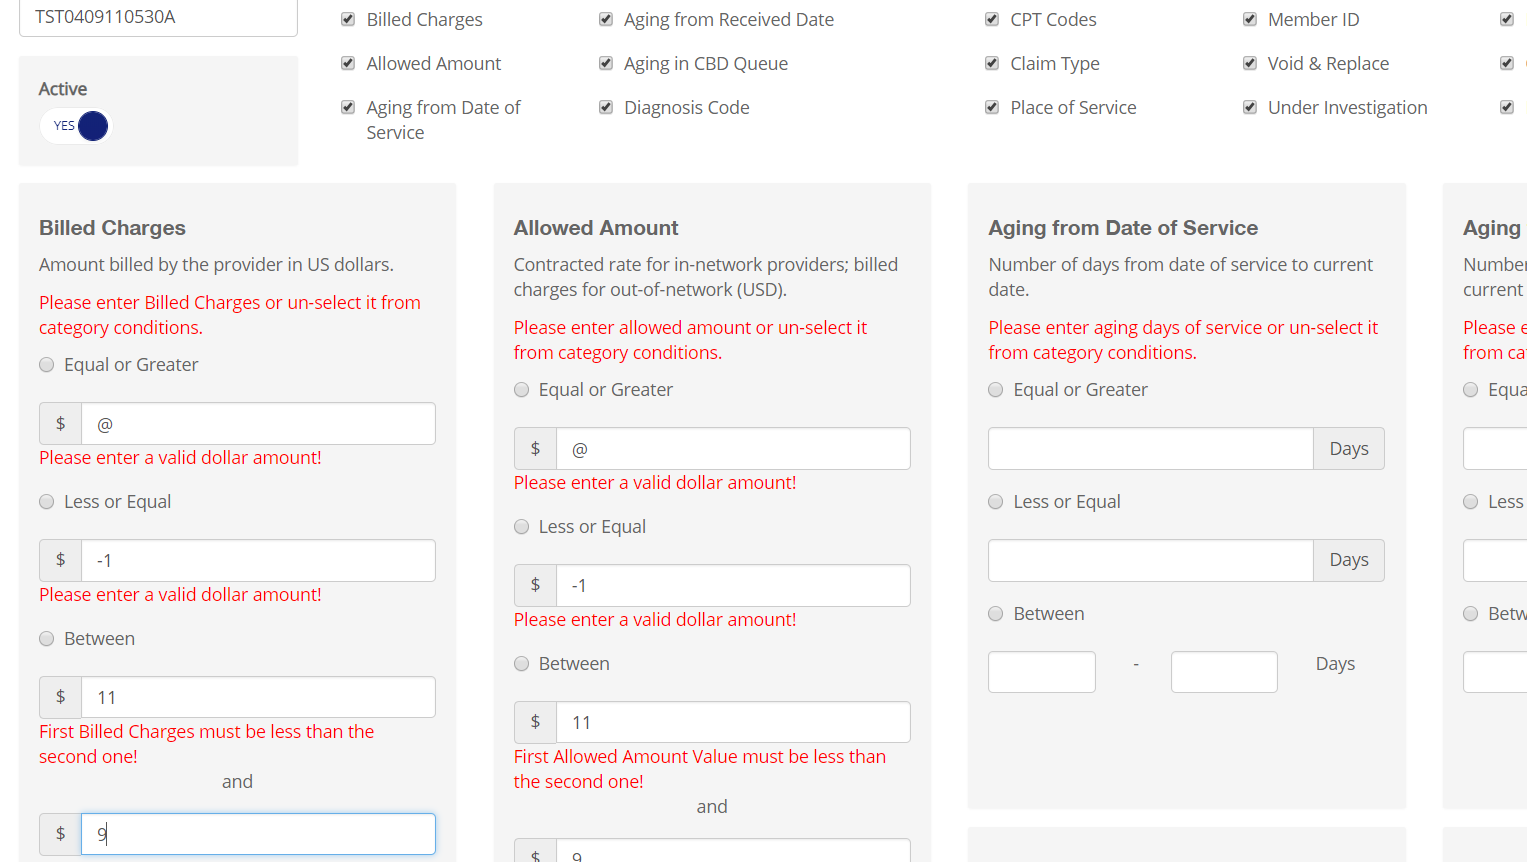 TST0409110530A
Active
YES
Billed Charges
Allowed Amount
Aging from Date of
Service
Aging from Received Date
Aging in CBD Queue
Diagnosis Code
CPT Codes
Claim Type
Place of Service
Member ID
Void & Replace
Under Investigation
Billed Charges
Amount billed by the provider in US dollars.
Please enter Billed Charges or un-select it from
category conditions.
Equal or Greater
$ @
Please enter a valid dollar amount!
Less or Equal
$ -1
Please enter a valid dollar amount!
Between
$ 11
First Billed Charges must be less than the
second one!
and
$ 9
Allowed Amount
Contracted rate for in-network providers; billed
charges for out-of-network (USD).
Please enter allowed amount or un-select it
from category conditions.
Equal or Greater
$ @
Please enter a valid dollar amount!
Less or Equal
$ -1
Please enter a valid dollar amount!
Between
$ 11
First Allowed Amount Value must be less than
the second one!
and
$ 9
Aging from Date of Service
Number of days from date of service to current
date.
Please enter aging days of service or un-select it
from category conditions.
Equal or Greater
Days
Less or Equal
Days
Between
- Days
Aging
Number
current
Please e
from ca
Equa
Less
Betw